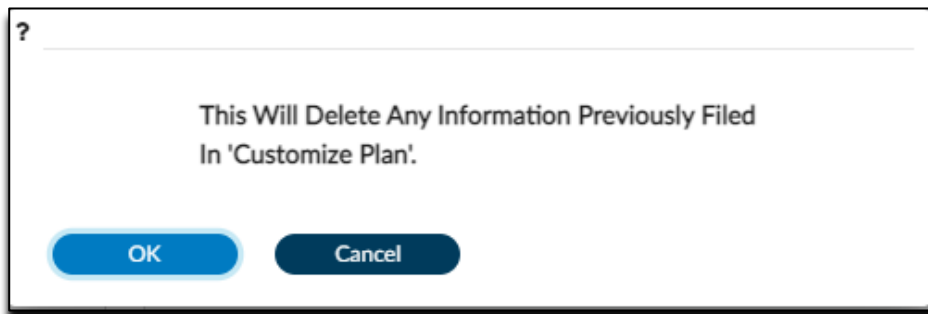 ?
This Will Delete Any Information Previously Filed
In 'Customize Plan'.
OK
Cancel